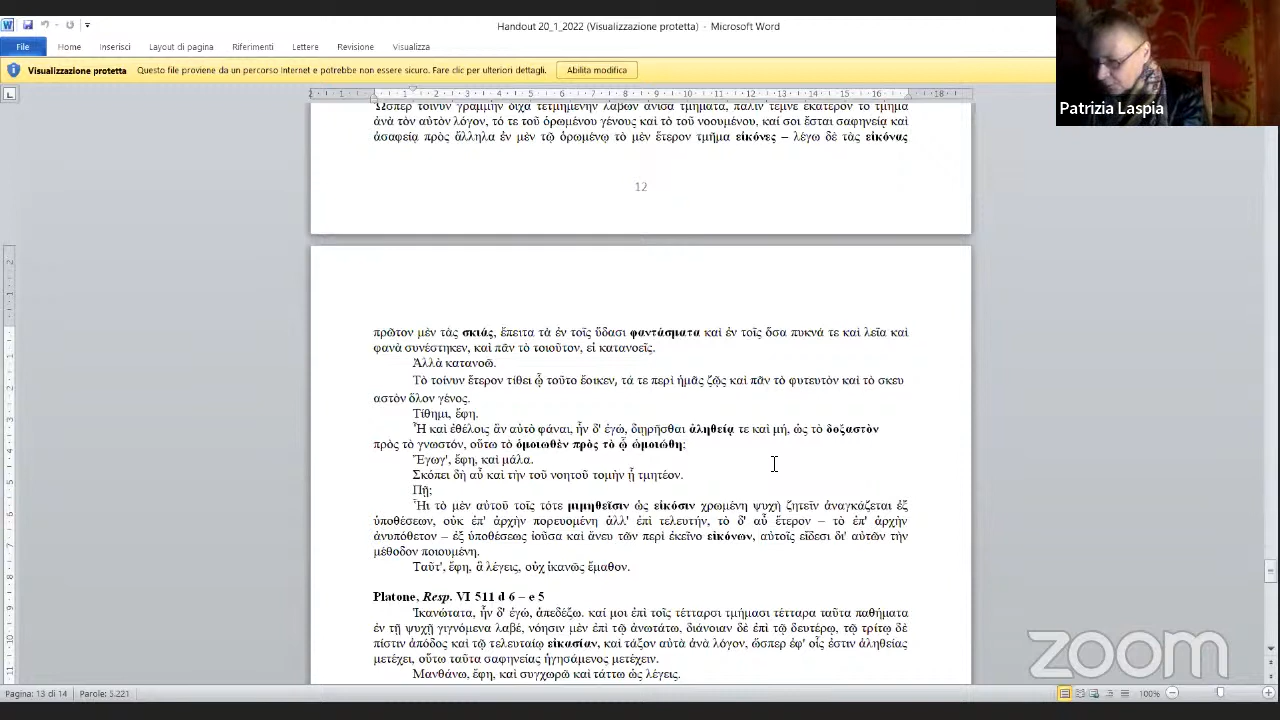 Handout 20_1_2022 (Visualizzazione protetta) - Microsoft Word
File Home Inserisci Layout di pagina Riferimenti Lettere Revisione Visualizza
Visualizzazione protetta Questo file proviene da un percorso Internet e potrebbe non essere sicuro. Fare clic per ulteriori dettagli. Abilita modifica
Patrizia Laspia
Ὥσπερ τοίνυν γραμμὴν δίχα τετμημένην λαβὼν ἄνισα τμήματα, πάλιν τέμνε ἑκάτερον τὸ τμῆμα
ἀνὰ τὸν αὐτὸν λόγον, τό τε τοῦ ὁρωμένου γένους καὶ τὸ τοῦ νοουμένου, καί σοι ἔσται σαφηνείᾳ καὶ
ἀσαφείᾳ πρὸς ἄλληλα ἐν μὲν τῷ ὁρωμένῳ τὸ μὲν ἕτερον τμῆμα εἰκόνες – λέγω δὲ τὰς εἰκόνας
12
πρῶτον μὲν τὰς σκιάς, ἔπειτα τὰ ἐν τοῖς ὕδασι φαντάσματα καὶ ἐν τοῖς ὅσα πυκνά τε καὶ λεῖα καὶ
φανὰ συνέστηκεν, καὶ πᾶν τὸ τοιοῦτον, εἰ κατανοεῖς.
Ἀλλὰ κατανοῶ.
Τὸ τοίνυν ἕτερον τίθει ᾧ τοῦτο ἔοικεν, τά τε περὶ ἡμᾶς ζῷς καὶ πᾶν τὸ φυτευτὸν καὶ τὸ σκευ
αστὸν ὅλον γένος.
Τίθημι, ἔφη.
Ἦ καὶ ἐθέλοις ἂν αὐτὸ φάναι, ἦν δ' ἐγώ, διῃρῆσθαι ἀληθείᾳ τε καὶ μή, ὡς τὸ δοξαστὸν
πρὸς τὸ γνωστόν, οὕτω τὸ ὁμοιωθὲν πρὸς τὸ ᾧ ὡμοιώθη;
Ἔγωγ', ἔφη, καὶ μάλα.
Σκόπει δὴ αὖ καὶ τὴν τοῦ νοητοῦ τομὴν ᾗ τμητέον.
Πῇ;
Ἧι τὸ μὲν αὐτοῦ τοῖς τότε μιμηθεῖσιν ὡς εἰκόσιν χρωμένη ψυχὴ ζητεῖν ἀναγκάζεται ἐξ
ὑποθέσεων, οὐκ ἐπ' ἀρχὴν πορευομένη ἀλλ' ἐπὶ τελευτήν, τὸ δ' αὖ ἕτερον – τὸ ἐπ' ἀρχὴν
ἀνυπόθετον – ἐξ ὑποθέσεως ἰοῦσα καὶ ἄνευ τῶν περὶ ἐκεῖνο εἰκόνων, αὐτοῖς εἴδεσι δι' αὐτῶν τὴν
μέθοδον ποιουμένη.
Ταῦτ', ἔφη, ἃ λέγεις, οὐχ ἱκανῶς ἔμαθον.
Platone, Resp. VI 511 d 6 – e 5
Ἱκανώτατα, ἦν δ' ἐγώ, ἀπεδέξω. καί μοι ἐπὶ τοῖς τέτταρσι τμήμασι τέτταρα ταῦτα παθήματα
ἐν τῇ ψυχῇ γιγνόμενα λαβέ, νόησιν μὲν ἐπὶ τῷ ἀνωτάτω, διάνοιαν δὲ ἐπὶ τῷ δευτέρῳ, τῷ τρίτῳ δὲ
πίστιν ἀπόδος καὶ τῷ τελευταίῳ εἰκασίαν, καὶ τάξον αὐτὰ ἀνὰ λόγον, ὥσπερ ἐφ' οἷς ἐστιν ἀληθείας
μετέχει, οὕτω ταῦτα σαφηνείας ἡγησάμενος μετέχειν.
Μανθάνω, ἔφη, καὶ συγχωρῶ καὶ τάττω ὡς λέγεις.
zoom
Pagina: 13 di 14 Parole: 5.221 100%